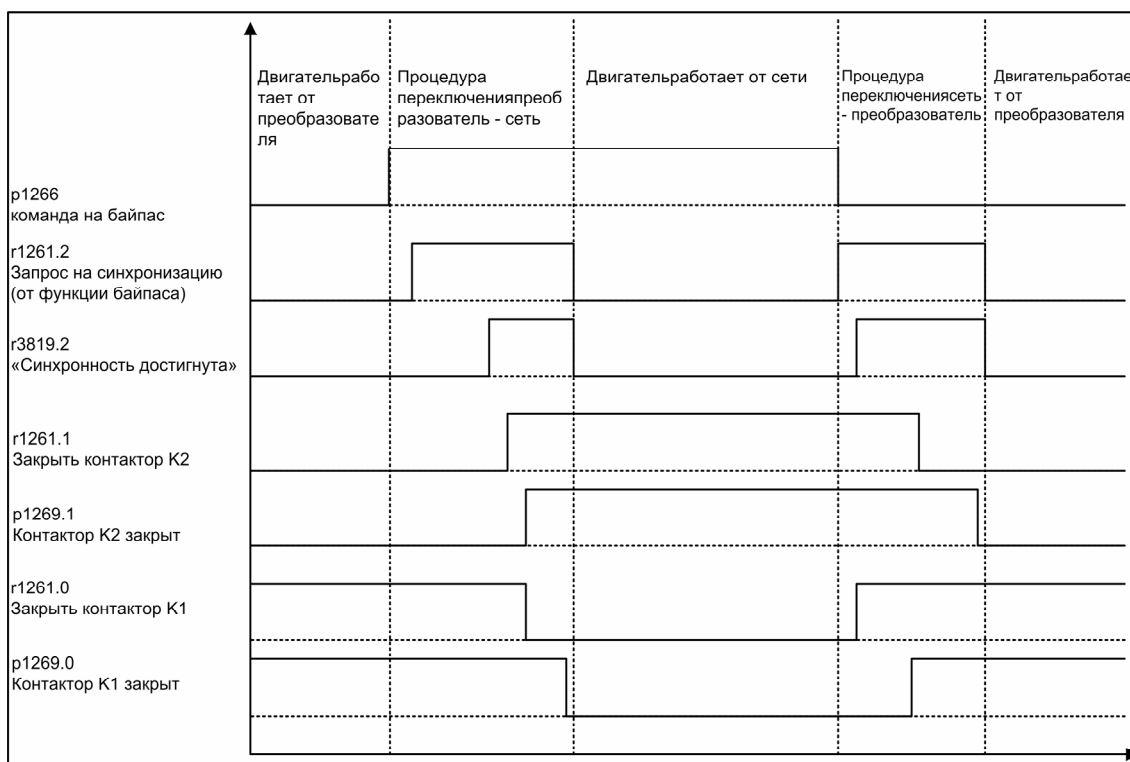 Двигательрабо
тает от
преобразовате
ля
Процедура
переключенияпреоб
разователь - сеть
Двигательработает от сети
Процедура
переключениясеть
- преобразователь
Двигательработае
т от
преобразователя
p1266
команда на байпас
r1261.2
Запрос на синхронизацию
(от функции байпаса)
r3819.2
«Синхронность достигнута»
r1261.1
Закрыть контактор K2
p1269.1
Контактор K2 закрыт
r1261.0
Закрыть контактор K1
p1269.0
Контактор K1 закрыт